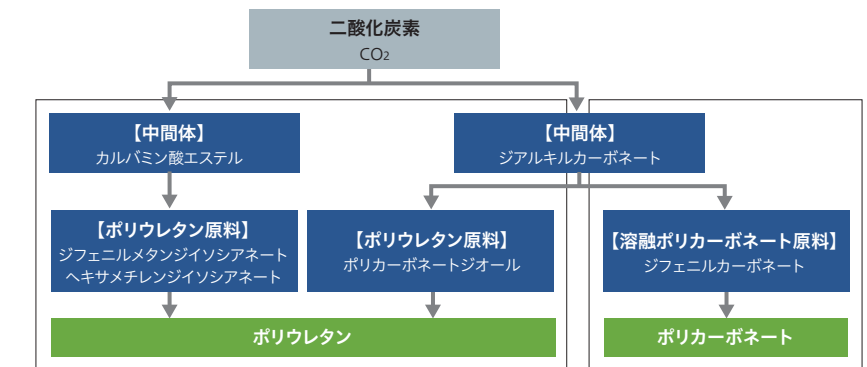 二酸化炭素
CO2
【中間体】
カルバミン酸エステル
【中間体】
ジアルキルカーボネート
【ポリウレタン原料】
ジフェニルメタンジイソシアネート
ヘキサメチレンジイソシアネート
【ポリウレタン原料】
ポリカーボネートジオール
【溶融ポリカーボネート原料】
ジフェニルカーボネート
ポリウレタン
ポリカーボネート